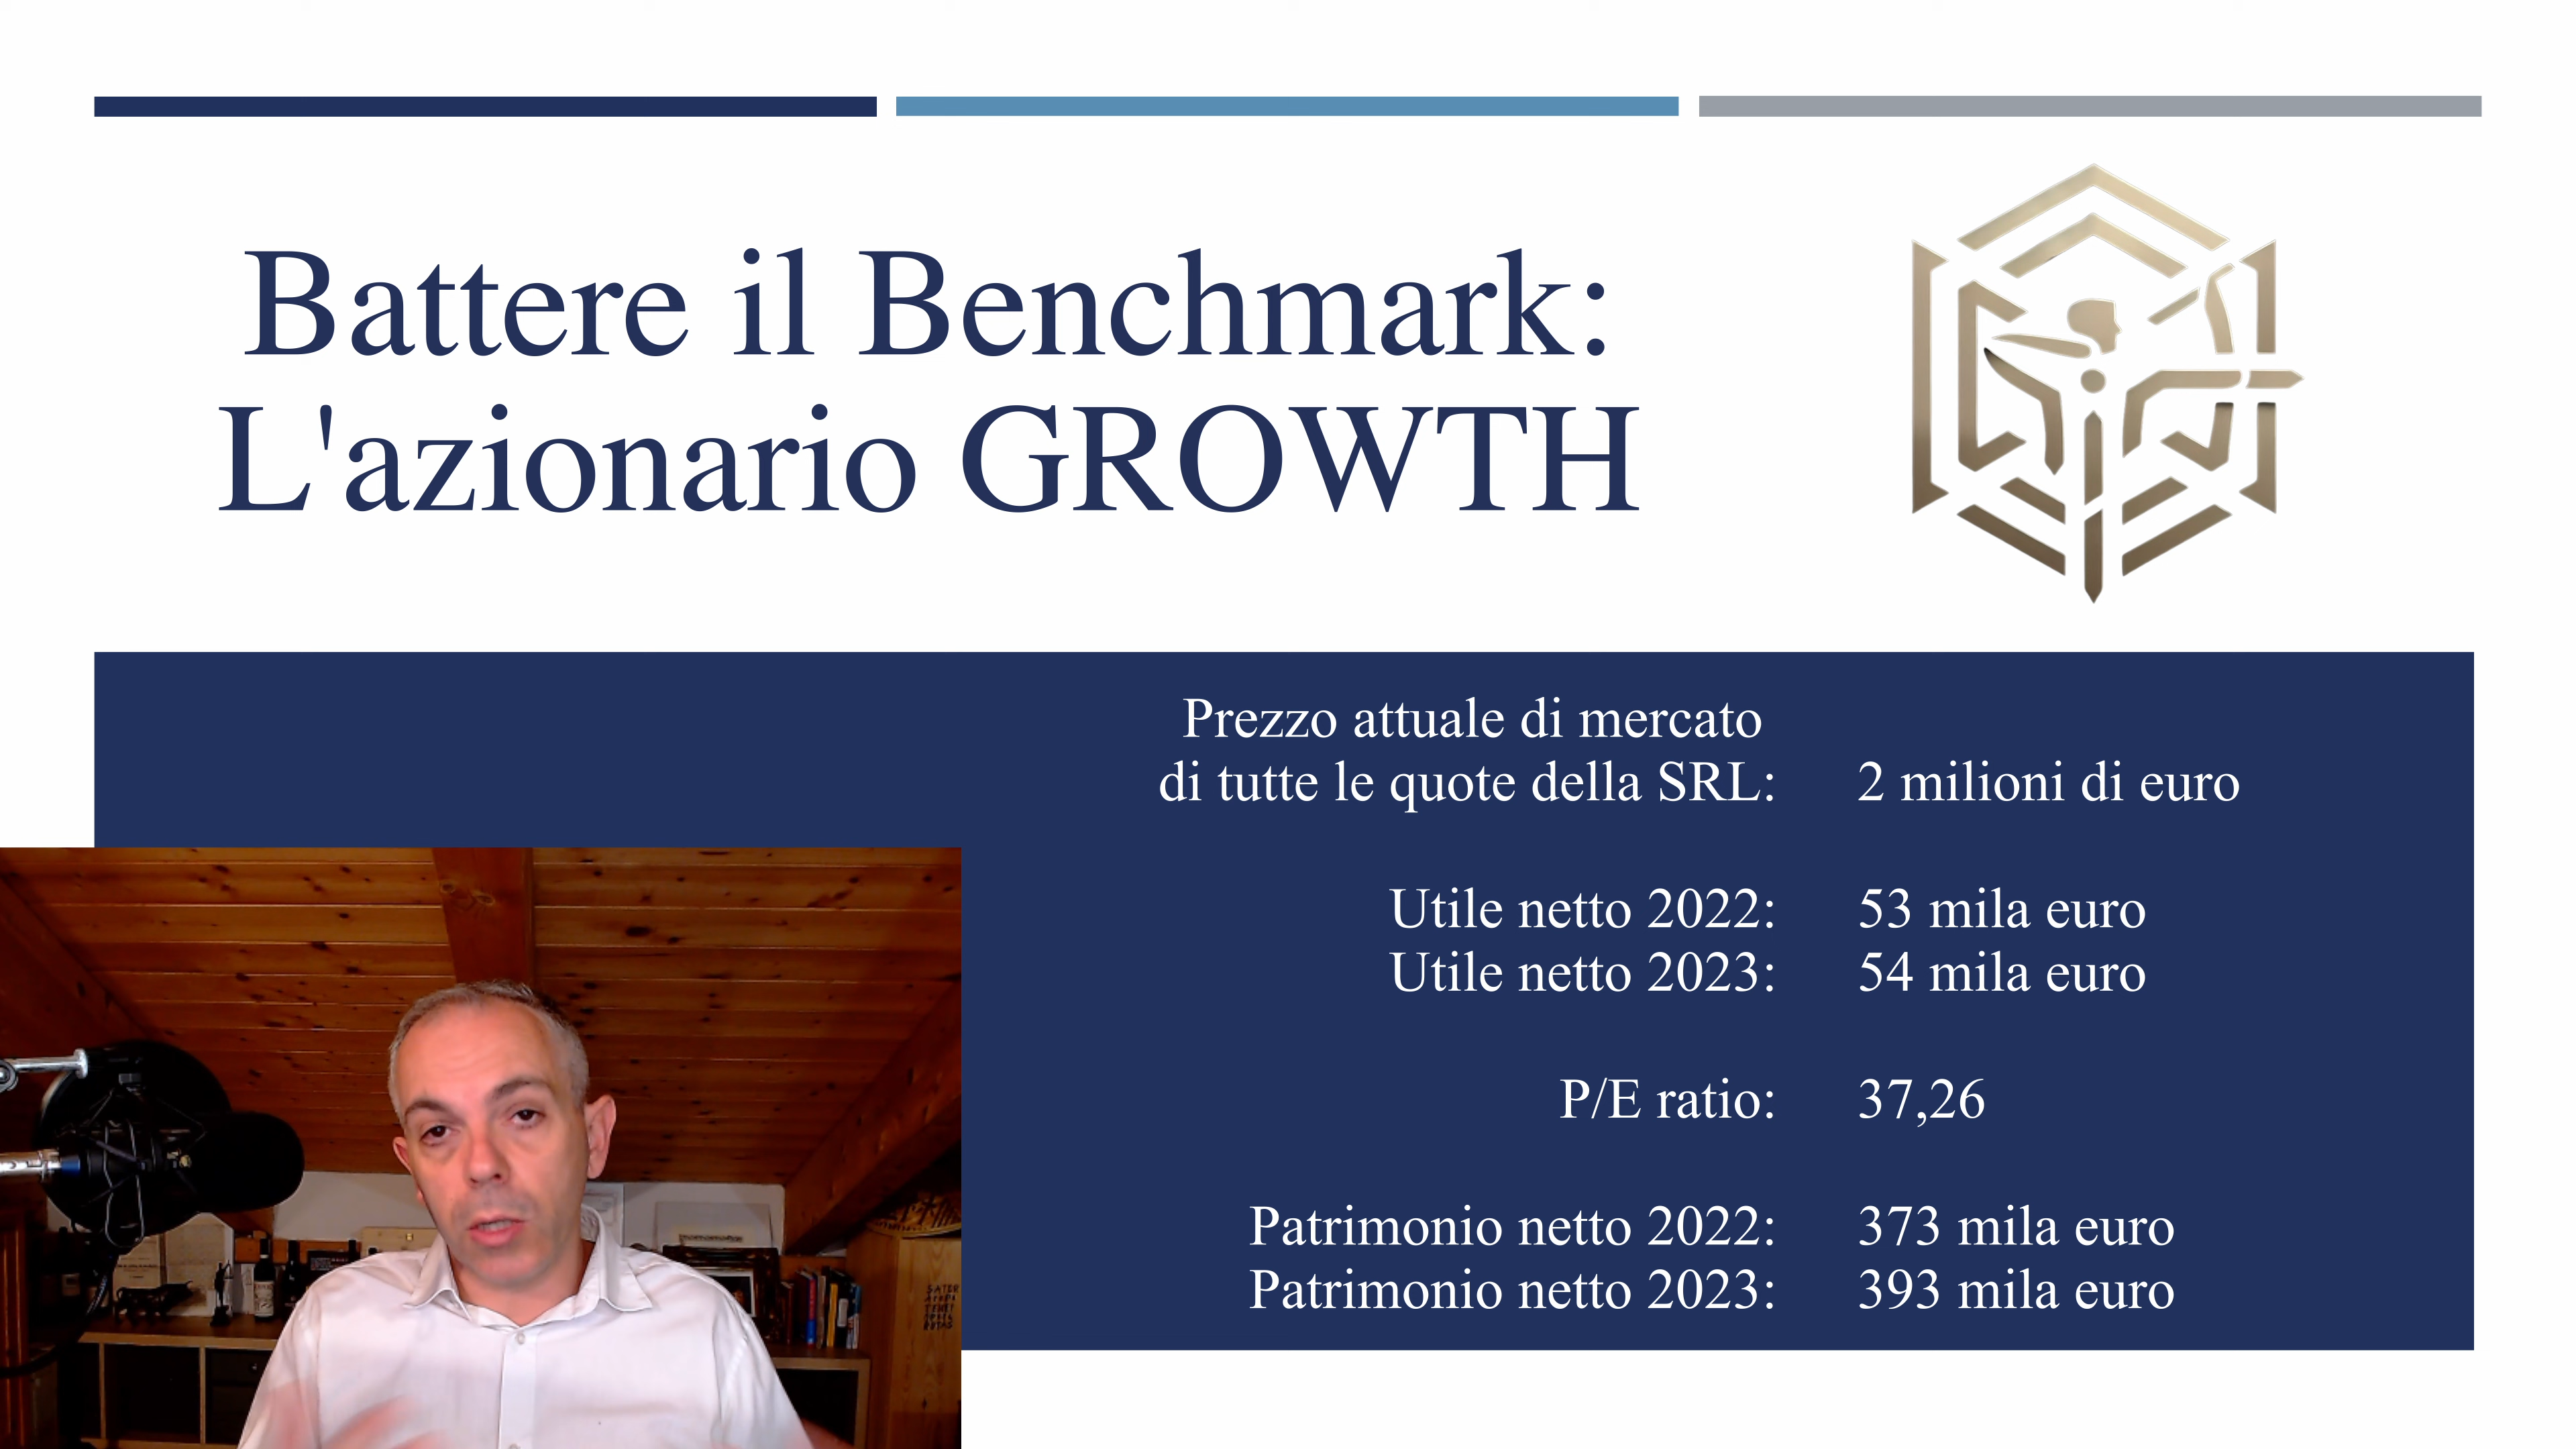 Battere il Benchmark:
L'azionario GROWTH
Prezzo attuale di mercato
di tutte le quote della SRL: 2 milioni di euro
Utile netto 2022: 53 mila euro
Utile netto 2023: 54 mila euro
P/E ratio: 37,26
Patrimonio netto 2022: 373 mila euro
Patrimonio netto 2023: 393 mila euro